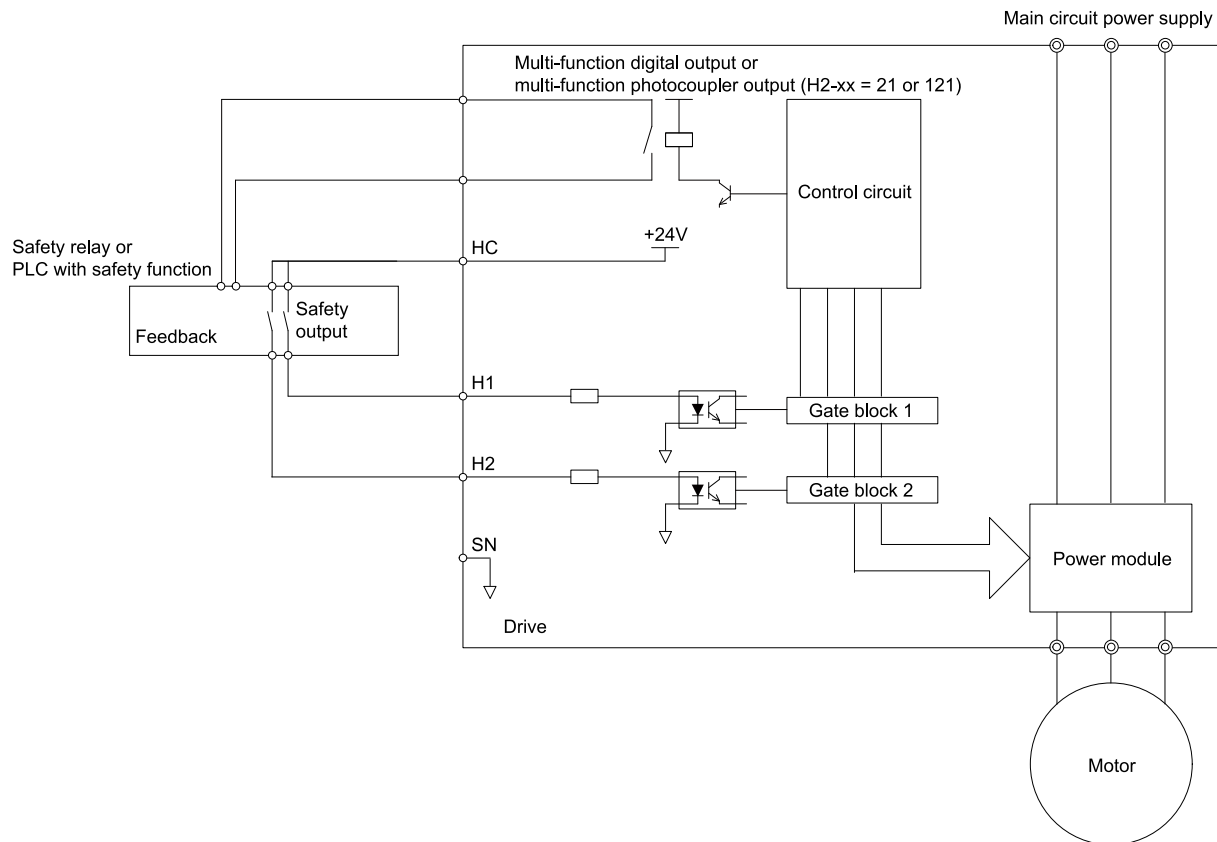 Main circuit power supply
Multi-function digital output or
multi-function photocoupler output (H2-xx = 21 or 121)
Control circuit
+24V
Safety relay or
PLC with safety function
HC
Safety
output
Feedback
H1
Gate block 1
H2
Gate block 2
SN
Power module
Drive
Motor